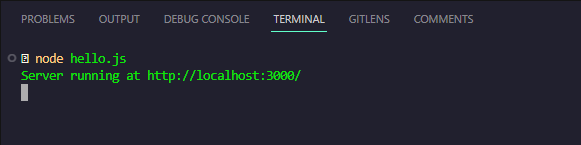 PROBLEMS OUTPUT DEBUG CONSOLE TERMINAL GITLENS COMMENTS
node hello.js
Server running at http://localhost:3000/